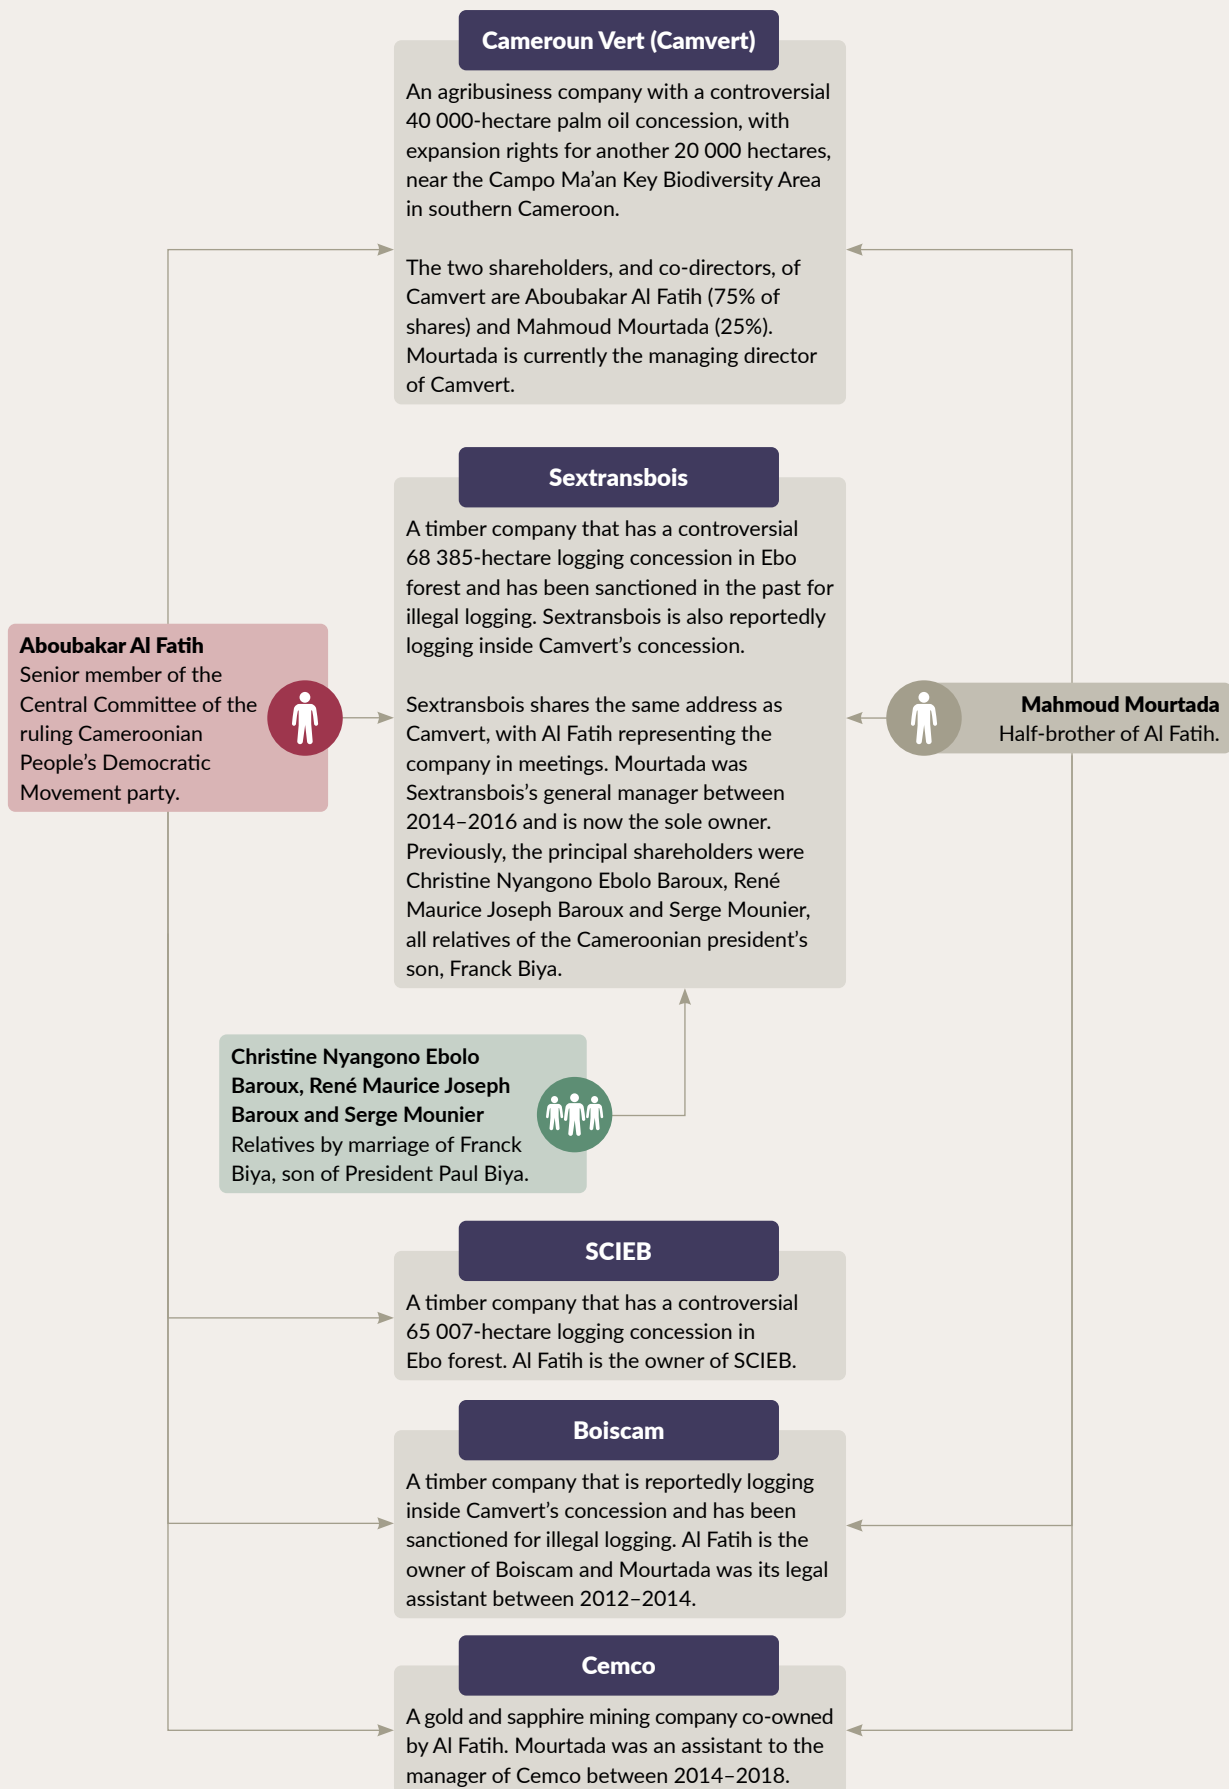 Cameroun Vert (Camvert)
An agribusiness company with a controversial
40 000-hectare palm oil concession, with
expansion rights for another 20 000 hectares,
near the Campo Ma’an Key Biodiversity Area
in southern Cameroon.
The two shareholders, and co-directors, of
Camvert are Aboubakar Al Fatih (75% of
shares) and Mahmoud Mourtada (25%).
Mourtada is currently the managing director
of Camvert.
Sextransbois
A timber company that has a controversial
68 385-hectare logging concession in Ebo
forest and has been sanctioned in the past for
illegal logging. Sextransbois is also reportedly
logging inside Camvert’s concession.
Sextransbois shares the same address as
Camvert, with Al Fatih representing the
company in meetings. Mourtada was
Sextransbois’s general manager between
2014–2016 and is now the sole owner.
Previously, the principal shareholders were
Christine Nyangono Ebolo Baroux, René
Maurice Joseph Baroux and Serge Mounier,
all relatives of the Cameroonian president’s
son, Franck Biya.
Aboubakar Al Fatih
Senior member of the
Central Committee of the
ruling Cameroonian
People’s Democratic
Movement party.
Mahmoud Mourtada
Half-brother of Al Fatih.
Christine Nyangono Ebolo
Baroux, René Maurice Joseph
Baroux and Serge Mounier
Relatives by marriage of Franck
Biya, son of President Paul Biya.
SCIEB
A timber company that has a controversial
65 007-hectare logging concession in
Ebo forest. Al Fatih is the owner of SCIEB.
Boiscam
A timber company that is reportedly logging
inside Camvert’s concession and has been
sanctioned for illegal logging. Al Fatih is the
owner of Boiscam and Mourtada was its legal
assistant between 2012–2014.
Cemco
A gold and sapphire mining company co-owned
by Al Fatih. Mourtada was an assistant to the
manager of Cemco between 2014–2018.